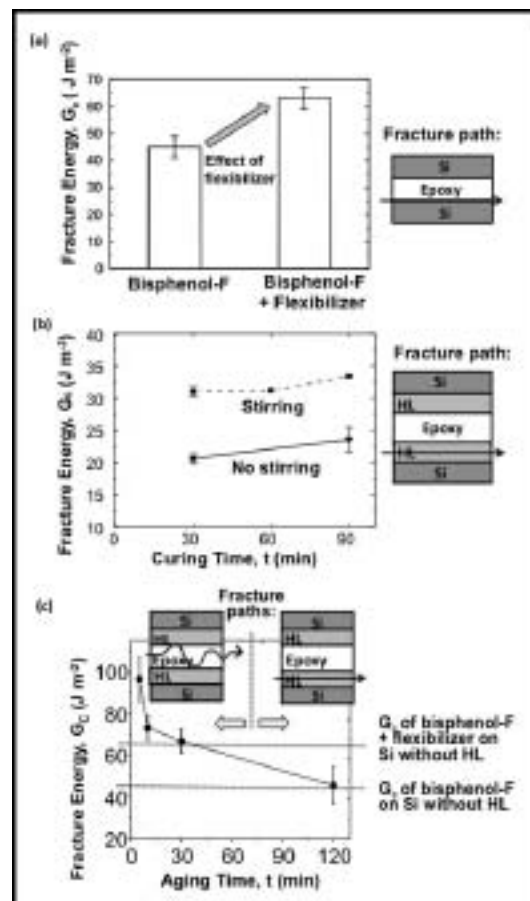 (a)
Fracture Energy, Gc ( J m-2)
70
60
50
40
30
20
10
0
Effect of
flexibilizer
Bisphenol-F
Bisphenol-F
+ Flexibilizer
Fracture path:
Si
Epoxy
Si
(b)
Fracture Energy, Gc (J m-2)
40
35
30
25
20
15
10
Stirring
No stirring
0
30
60
90
Curing Time, t (min)
Fracture path:
Si
HL
Epoxy
HL
Si
(c)
Fracture
paths:
Si
HL
Epoxy
HL
Si
Si
HL
Epoxy
HL
Si
Fracture Energy, GC (J m-2)
100
80
60
40
20
0
30
60
90
120
Aging Time, t (min)
Gc of bisphenol-F
+ flexibilizer on
Si without HL
Gc of bisphenol-F
on Si without HL